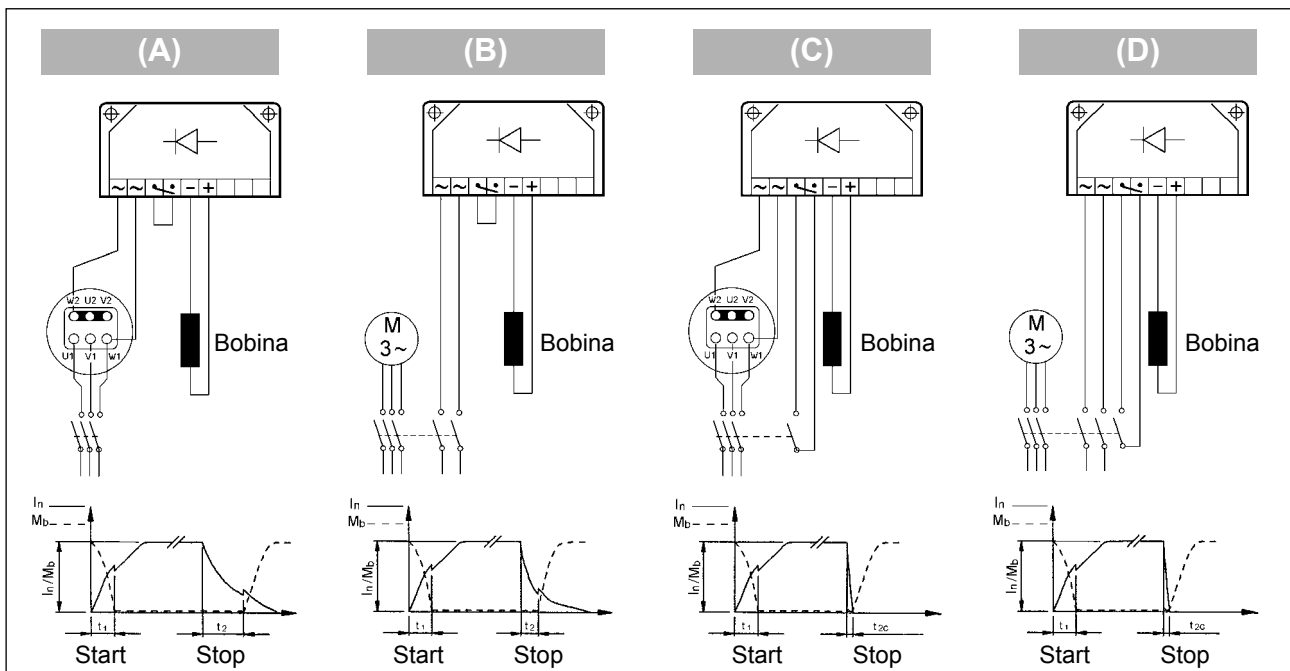 (A) (B) (C) (D)
~ ~ − + ~ ~ − + ~ ~ − + ~ ~ − +
W2 U2 V2 W2 U2 V2
M
3~
M
3~
Bobina Bobina Bobina Bobina
U1 V1 W1 U1 V1 W1
In In In In
Mb Mb Mb Mb
In/Mb In/Mb In/Mb In/Mb
t1 t2 t1 t2 t1 t2c t1 t2c
Start Stop Start Stop Start Stop Start Stop